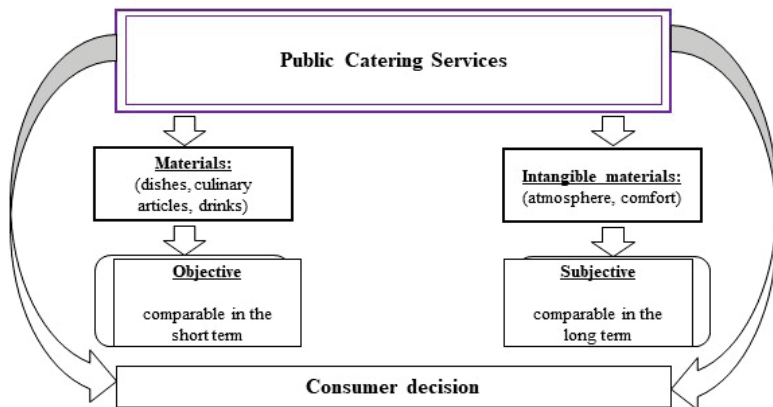 Public Catering Services
Materials:
(dishes, culinary
articles, drinks)
Intangible materials:
(atmosphere, comfort)
Objective
comparable in the
short term
Subjective
comparable in the
long term
Consumer decision